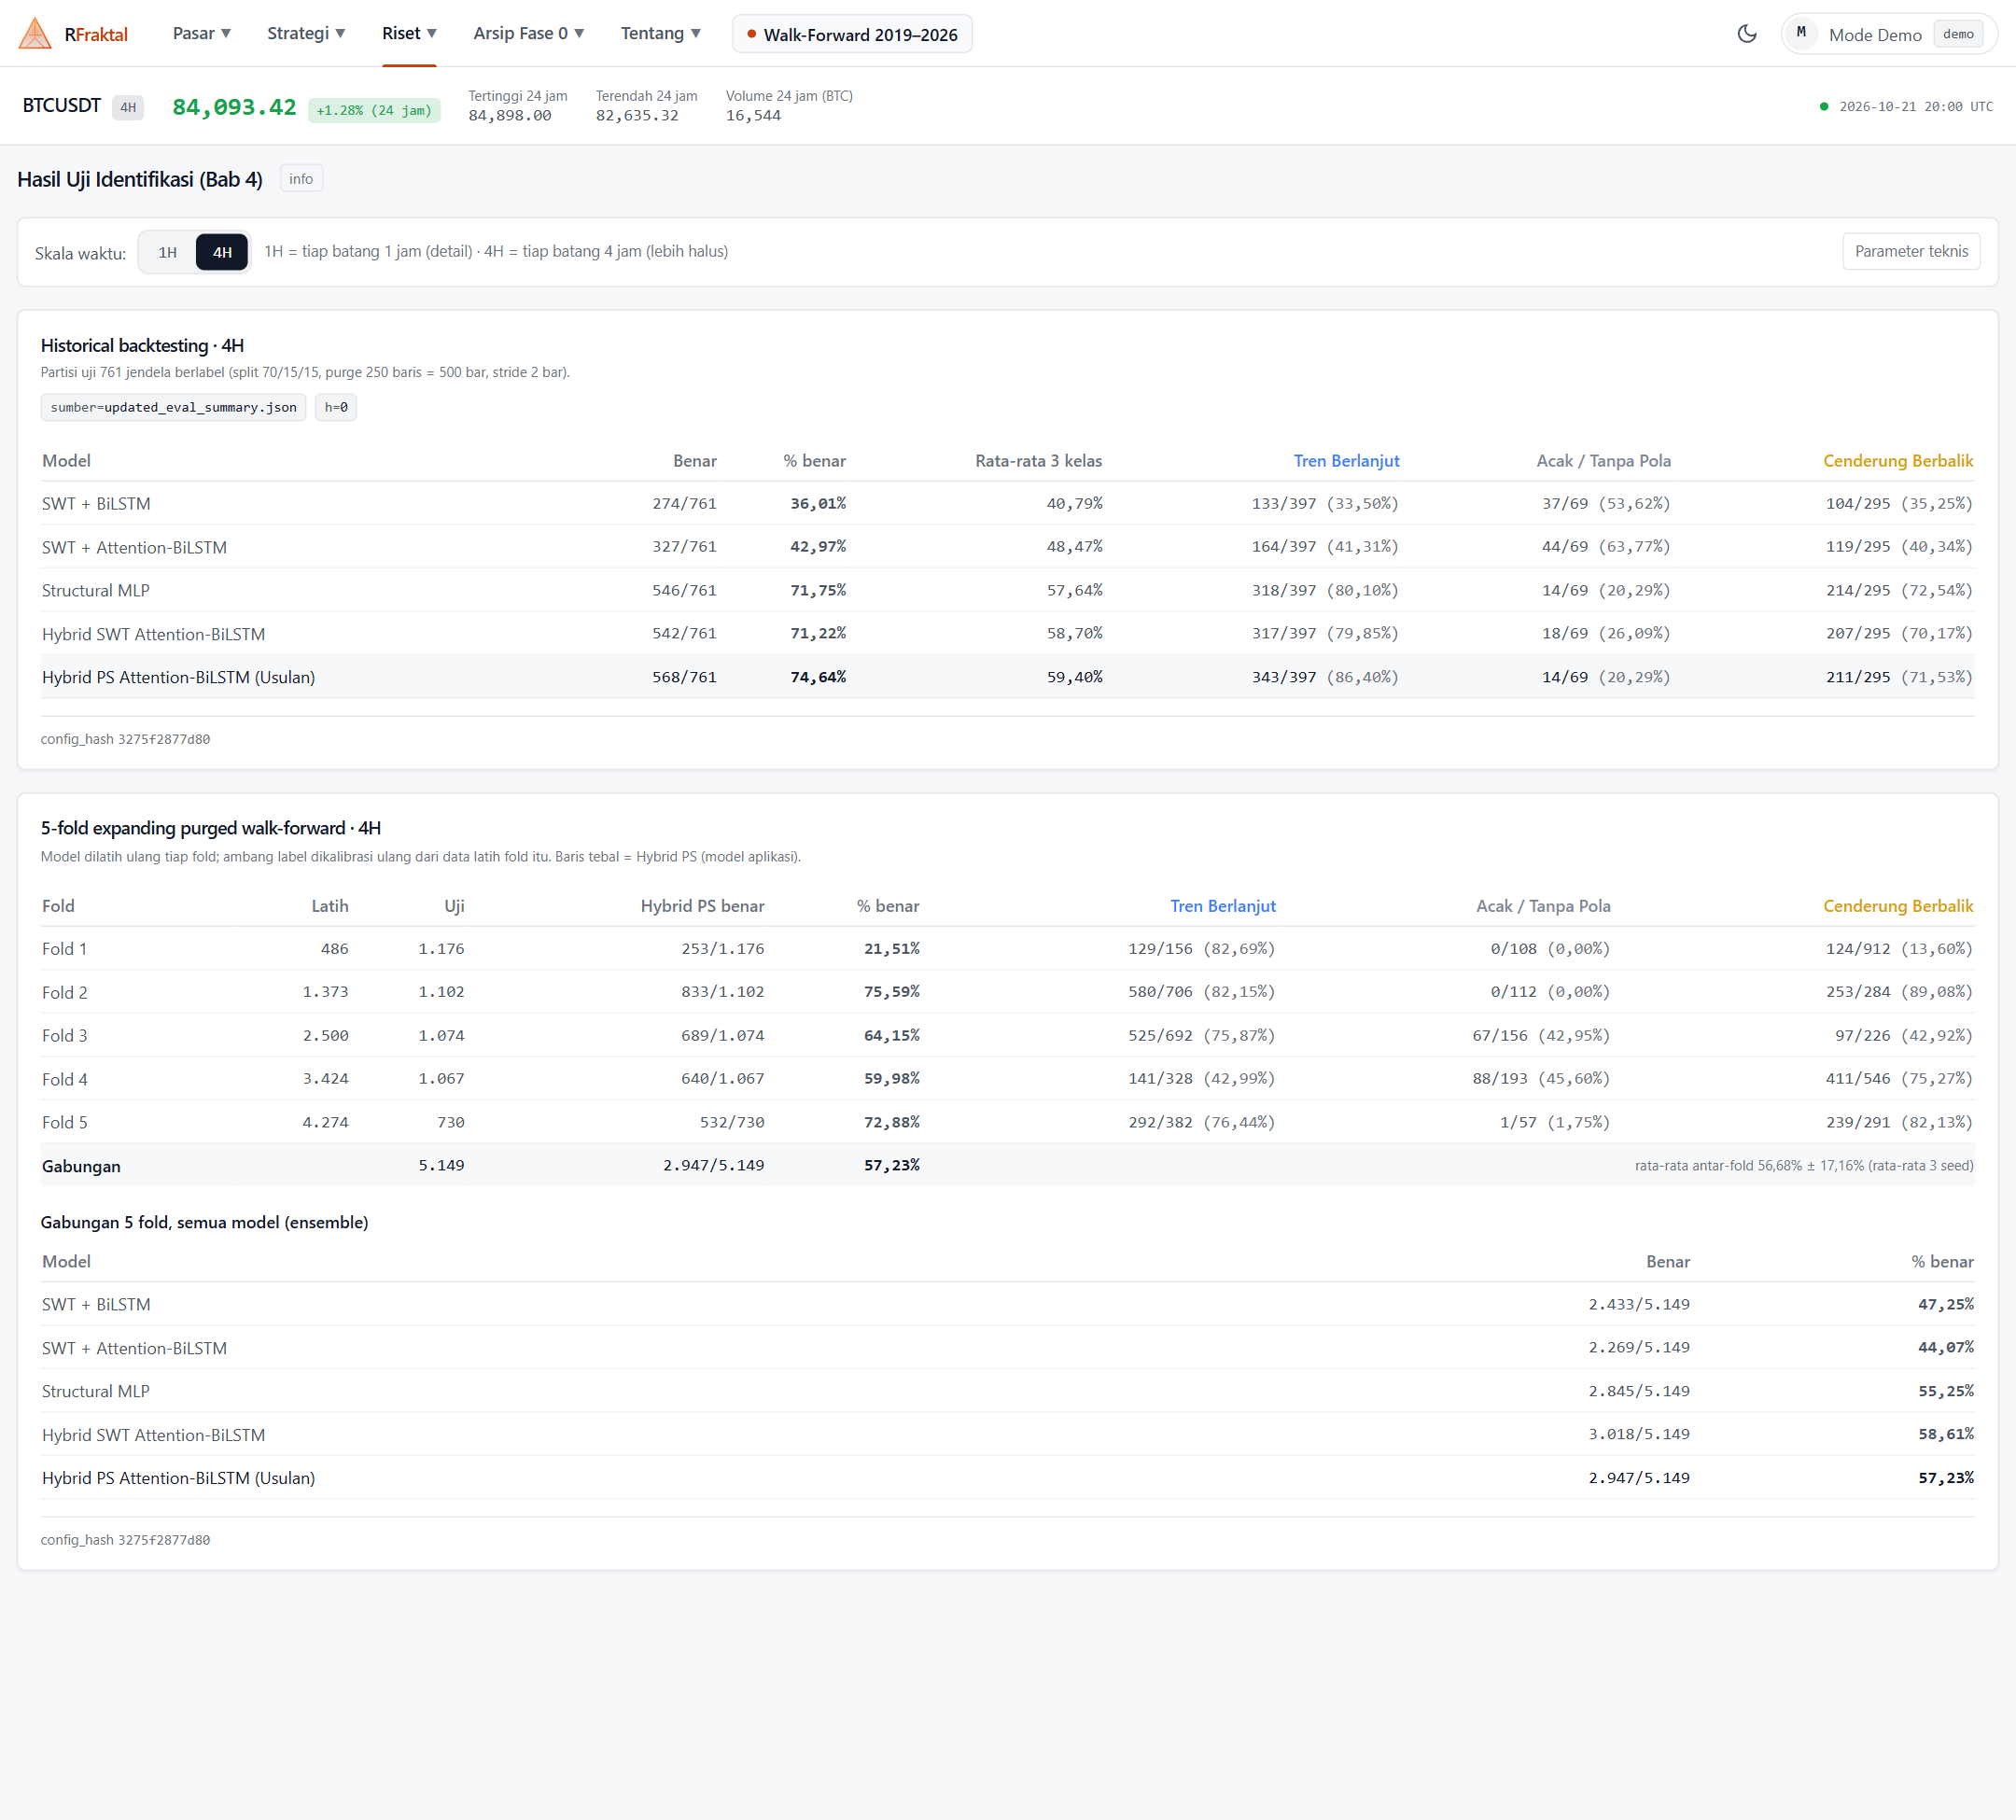 RFraktal Pasar ▼ Strategi ▼ Riset ▼ Arsip Fase 0 ▼ Tentang ▼ Walk-Forward 2019–2026 M Mode Demo demo
BTCUSDT 4H 84,093.42 +1.28% (24 jam) Tertinggi 24 jam Terendah 24 jam Volume 24 jam (BTC)
84,898.00 82,635.32 16,544 2026-10-21 20:00 UTC
Hasil Uji Identifikasi (Bab 4) info
Skala waktu: 1H 4H 1H = tiap batang 1 jam (detail) · 4H = tiap batang 4 jam (lebih halus) Parameter teknis
Historical backtesting · 4H
Partisi uji 761 jendela berlabel (split 70/15/15, purge 250 baris = 500 bar, stride 2 bar).
sumber=updated_eval_summary.json h=0
Model Benar % benar Rata-rata 3 kelas Tren Berlanjut Acak / Tanpa Pola Cenderung Berbalik
SWT + BiLSTM 274/761 36,01% 40,79% 133/397 (33,50%) 37/69 (53,62%) 104/295 (35,25%)
SWT + Attention-BiLSTM 327/761 42,97% 48,47% 164/397 (41,31%) 44/69 (63,77%) 119/295 (40,34%)
Structural MLP 546/761 71,75% 57,64% 318/397 (80,10%) 14/69 (20,29%) 214/295 (72,54%)
Hybrid SWT Attention-BiLSTM 542/761 71,22% 58,70% 317/397 (79,85%) 18/69 (26,09%) 207/295 (70,17%)
Hybrid PS Attention-BiLSTM (Usulan) 568/761 74,64% 59,40% 343/397 (86,40%) 14/69 (20,29%) 211/295 (71,53%)
config_hash 3275f2877d80
5-fold expanding purged walk-forward · 4H
Model dilatih ulang tiap fold; ambang label dikalibrasi ulang dari data latih fold itu. Baris tebal = Hybrid PS (model aplikasi).
Fold Latih Uji Hybrid PS benar % benar Tren Berlanjut Acak / Tanpa Pola Cenderung Berbalik
Fold 1 486 1.176 253/1.176 21,51% 129/156 (82,69%) 0/108 (0,00%) 124/912 (13,60%)
Fold 2 1.373 1.102 833/1.102 75,59% 580/706 (82,15%) 0/112 (0,00%) 253/284 (89,08%)
Fold 3 2.500 1.074 689/1.074 64,15% 525/692 (75,87%) 67/156 (42,95%) 97/226 (42,92%)
Fold 4 3.424 1.067 640/1.067 59,98% 141/328 (42,99%) 88/193 (45,60%) 411/546 (75,27%)
Fold 5 4.274 730 532/730 72,88% 292/382 (76,44%) 1/57 (1,75%) 239/291 (82,13%)
Gabungan 5.149 2.947/5.149 57,23% rata-rata antar-fold 56,68% ± 17,16% (rata-rata 3 seed)
Gabungan 5 fold, semua model (ensemble)
Model Benar % benar
SWT + BiLSTM 2.433/5.149 47,25%
SWT + Attention-BiLSTM 2.269/5.149 44,07%
Structural MLP 2.845/5.149 55,25%
Hybrid SWT Attention-BiLSTM 3.018/5.149 58,61%
Hybrid PS Attention-BiLSTM (Usulan) 2.947/5.149 57,23%
config_hash 3275f2877d80